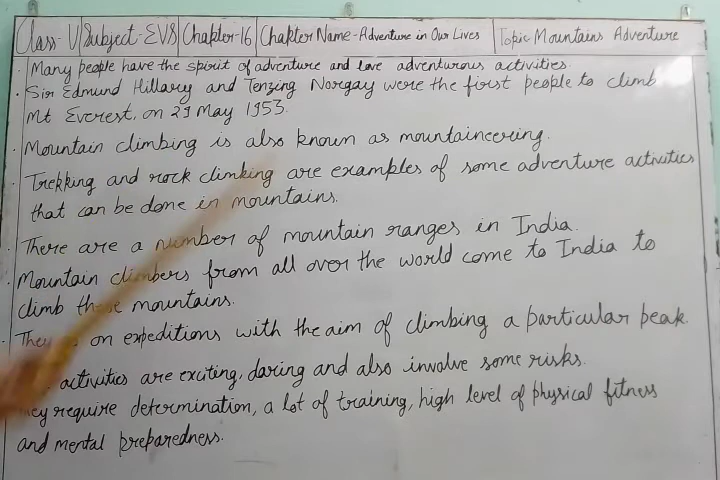 Class-V Subject-EVS Chapter-16 Chapter Name-Adventure in Our Lives Topic Mountains Adventure
. Many people have the spirit of adventure and love adventurous activities.
. Sir Edmund Hillary and Tenzing Norgay were the first people to climb
Mt Everest, on 29 May 1953.
. Mountain climbing is also known as mountaineering.
. Trekking and rock climbing are examples of some adventure activities
that can be done in mountains.
. There are a number of mountain ranges in India.
. Mountain climbers from all over the world come to India to
climb these mountains.
. They on expeditions with the aim of climbing a particular peak.
activities are exciting, daring and also involve some risks.
They require determination, a lot of training, high level of physical fitness
and mental preparedness.